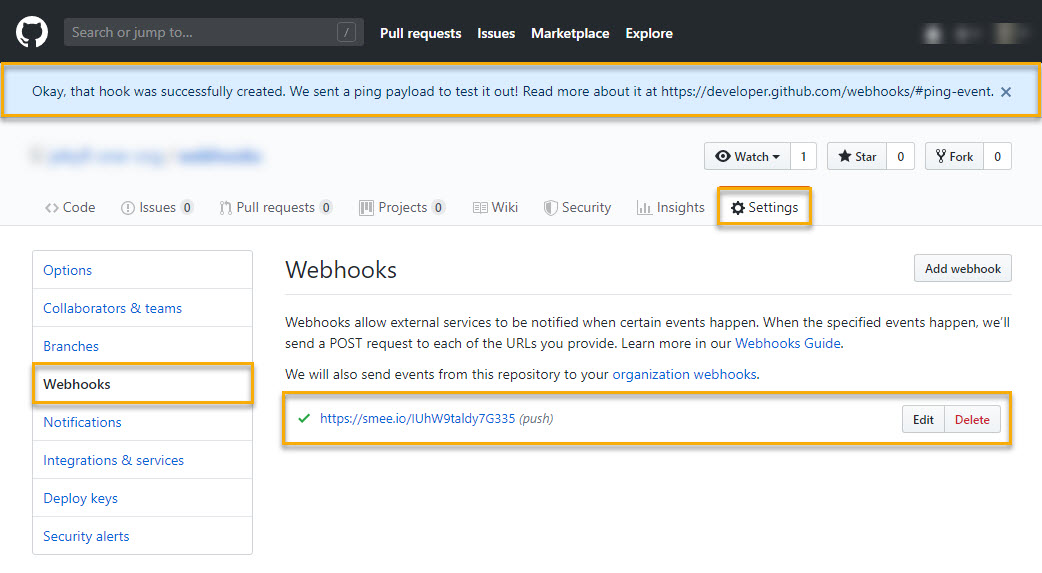 Search or jump to... / Pull requests Issues Marketplace Explore
Okay, that hook was successfully created. We sent a ping payload to test it out! Read more about it at https://developer.github.com/webhooks/#ping-event. ×
Watch 1 Star 0 Fork 0
Code Issues 0 Pull requests 0 Projects 0 Wiki Security Insights Settings
Options
Collaborators & teams
Branches
Webhooks
Notifications
Integrations & services
Deploy keys
Security alerts
Webhooks Add webhook
Webhooks allow external services to be notified when certain events happen. When the specified events happen, we'll
send a POST request to each of the URLs you provide. Learn more in our Webhooks Guide.
We will also send events from this repository to your organization webhooks.
https://smee.io/IUhW9taldy7G335 (push) Edit Delete